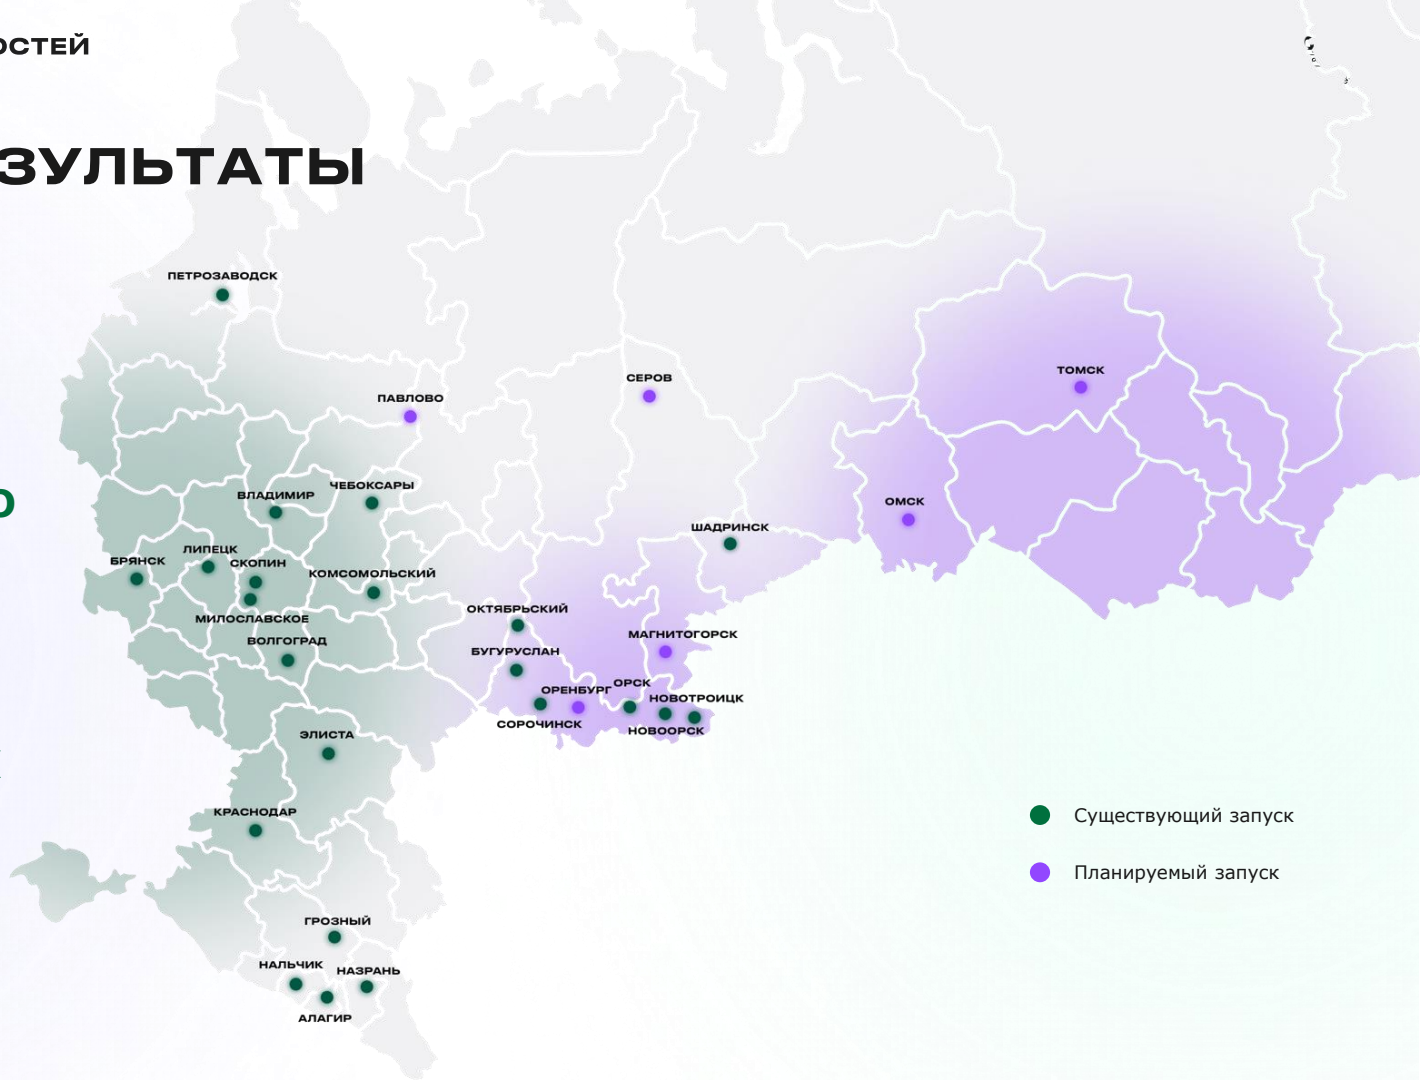 ОСТЕЙ
ЗУЛЬТАТЫ
ПЕТРОЗАВОДСК
ТОМСК
СЕРОВ
ПАВЛОВО
ЧЕБОКСАРЫ
ВЛАДИМИР
ОМСК
ШАДРИНСК
ЛИПЕЦК
БРЯНСК
СКОПИН
КОМСОМОЛЬСКИЙ
ОКТЯБРЬСКИЙ
МИЛОСЛАВСКОЕ
МАГНИТОГОРСК
ВОЛГОГРАД
БУГУРУСЛАН
ОРСК
ОРЕНБУРГ
НОВОТРОИЦК
СОРОЧИНСК
НОВООРСК
ЭЛИСТА
КРАСНОДАР
Существующий запуск
Планируемый запуск
ГРОЗНЫЙ
НАЛЬЧИК
НАЗРАНЬ
АЛАГИР